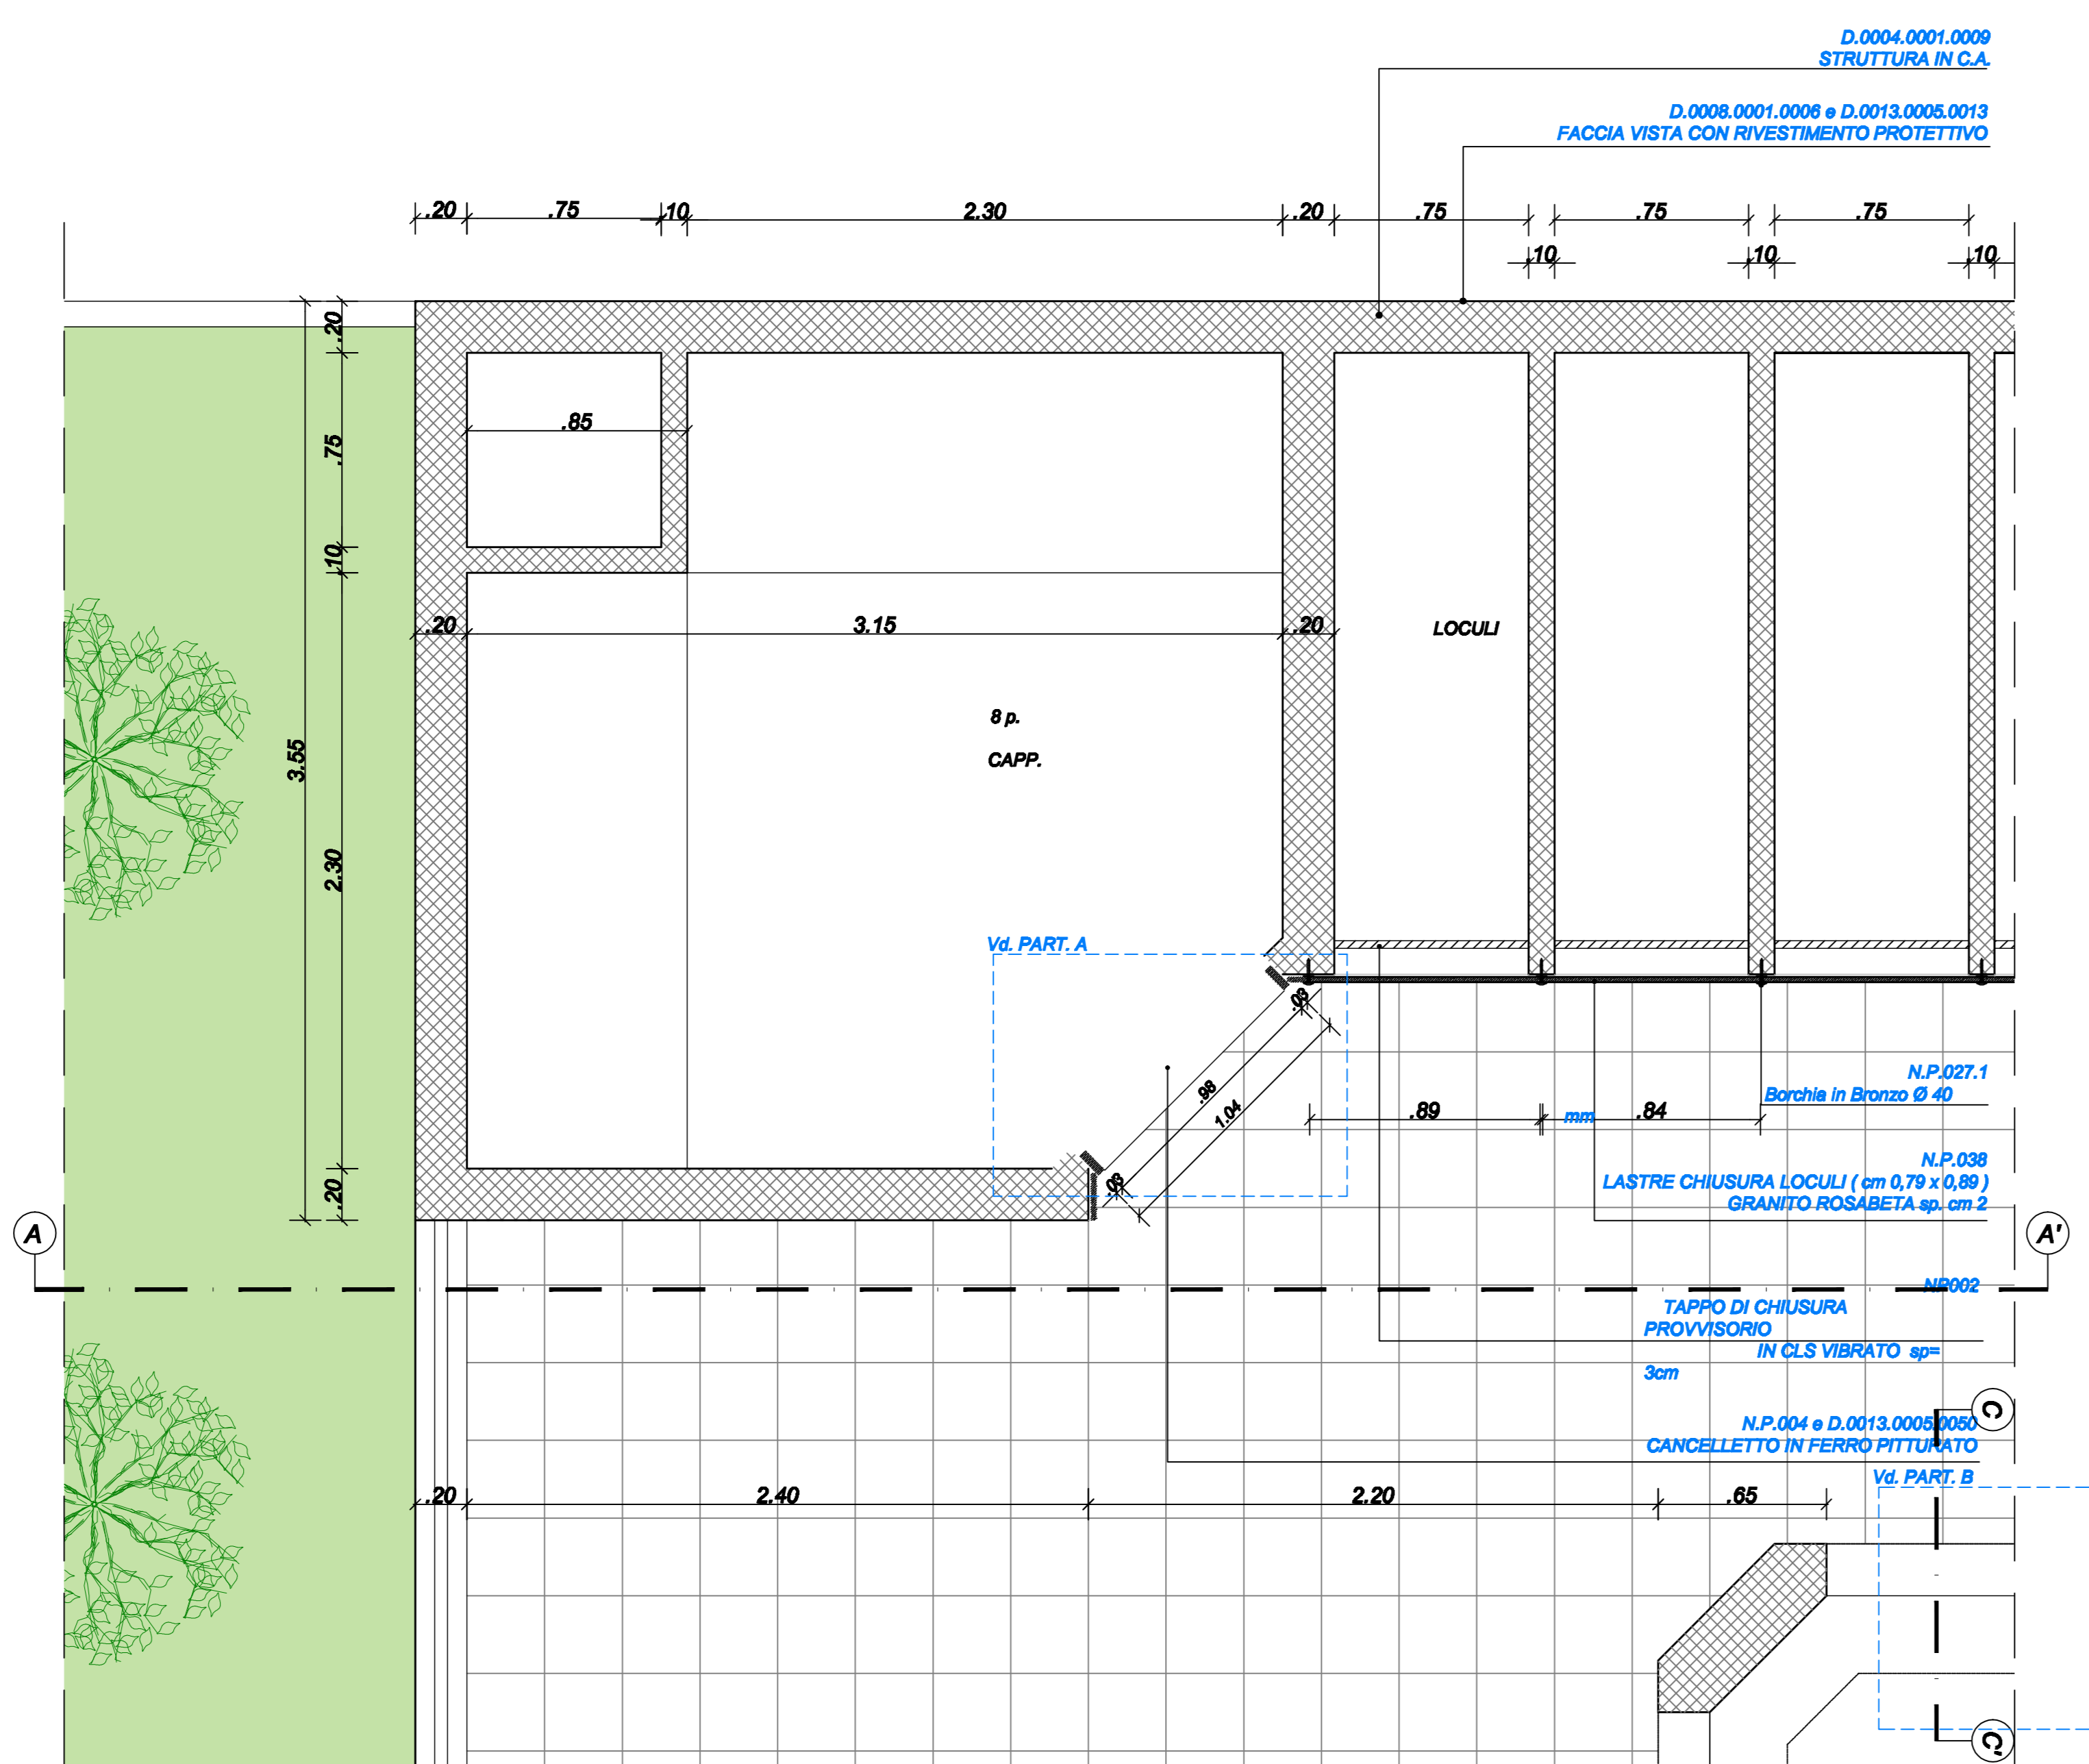 D.0004.0001.0009
STRUTTURA IN C.A.
D.0008.0001.0006 e D.0013.0005.0013
FACCIA VISTA CON RIVESTIMENTO PROTETTIVO
.20 .75 .10 2.30 .20 .75 .75 .75
.10 .10 .10
.20
.85
.75
.10
.20 3.15 .20
LOCULI
8 p.
CAPP.
3.55
2.30
Vd. PART. A
.03
.98
1.04
.03
N.P.027.1
Borchia in Bronzo Ø 40
mm
.89 .84
N.P.038
LASTRE CHIUSURA LOCULI ( cm 0,79 x 0,89 )
GRANITO ROSABETA sp. cm 2
.20
A A'
NP002
TAPPO DI CHIUSURA
PROVVISORIO
IN CLS VIBRATO sp=
3cm
C
N.P.004 e D.0013.0005.0050
CANCELLETTO IN FERRO PITTURATO
Vd. PART. B
.20 2.40 2.20 .65
C'